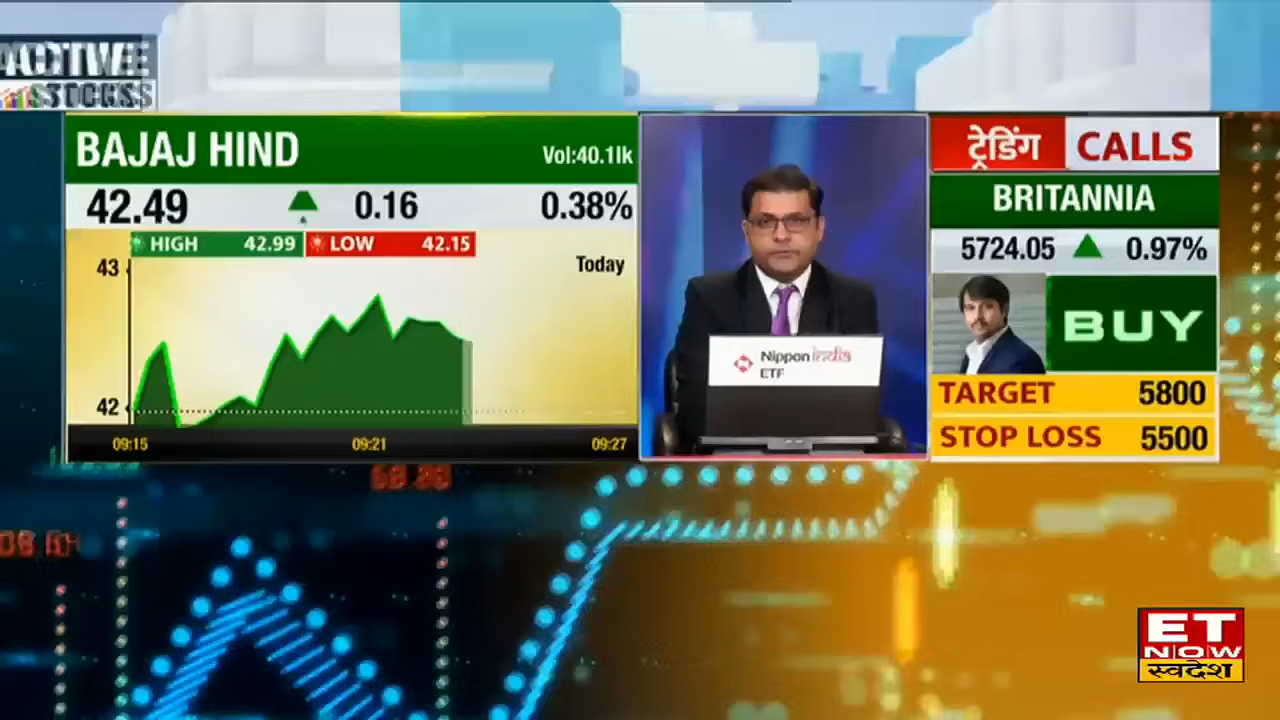 ACTIVE
STOCKS
BAJAJ HIND
Vol:40.1lk
42.49 0.16 0.38%
HIGH 42.99 LOW 42.15
Today
43
42
09:15 09:21 09:27
Nippon india
ETF
ट्रेडिंग CALLS
BRITANNIA
5724.05 0.97%
BUY
TARGET 5800
STOP LOSS 5500
ET
NOW
स्वदेश